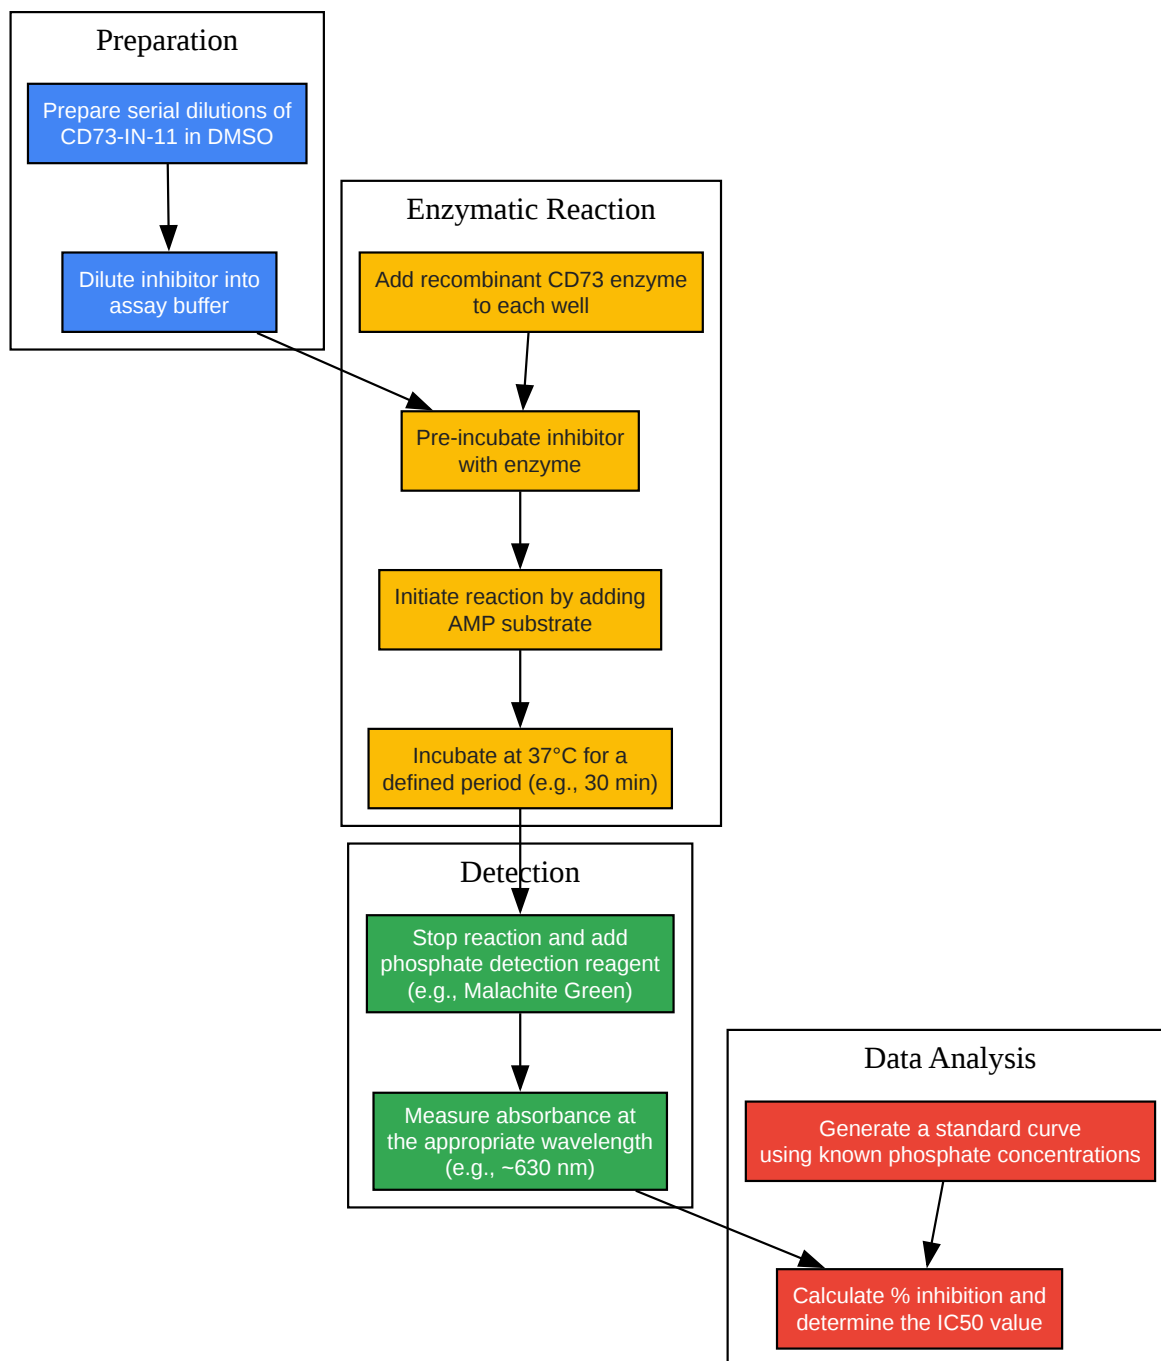 Preparation
Prepare serial dilutions of
CD73-IN-11 in DMSO
Dilute inhibitor into
assay buffer
Enzymatic Reaction
Add recombinant CD73 enzyme
to each well
Pre-incubate inhibitor
with enzyme
Initiate reaction by adding
AMP substrate
Incubate at 37°C for a
defined period (e.g., 30 min)
Detection
Stop reaction and add
phosphate detection reagent
(e.g., Malachite Green)
Measure absorbance at
the appropriate wavelength
(e.g., ~630 nm)
Data Analysis
Generate a standard curve
using known phosphate concentrations
Calculate % inhibition and
determine the IC50 value